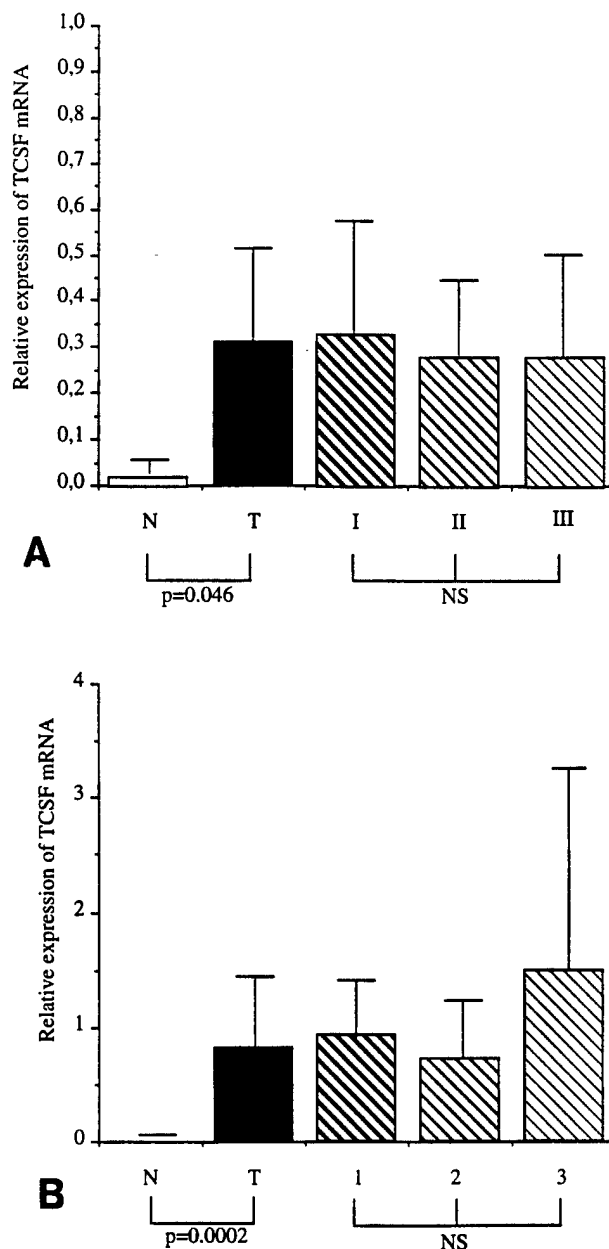 Relative expression of TCSF mRNA
1,0
0,9
0,8
0,7
0,6
0,5
0,4
0,3
0,2
0,1
0,0
N T I II III
A
p=0.046 NS
Relative expression of TCSF mRNA
4
3
2
1
0
N T 1 2 3
B
p=0.0002 NS